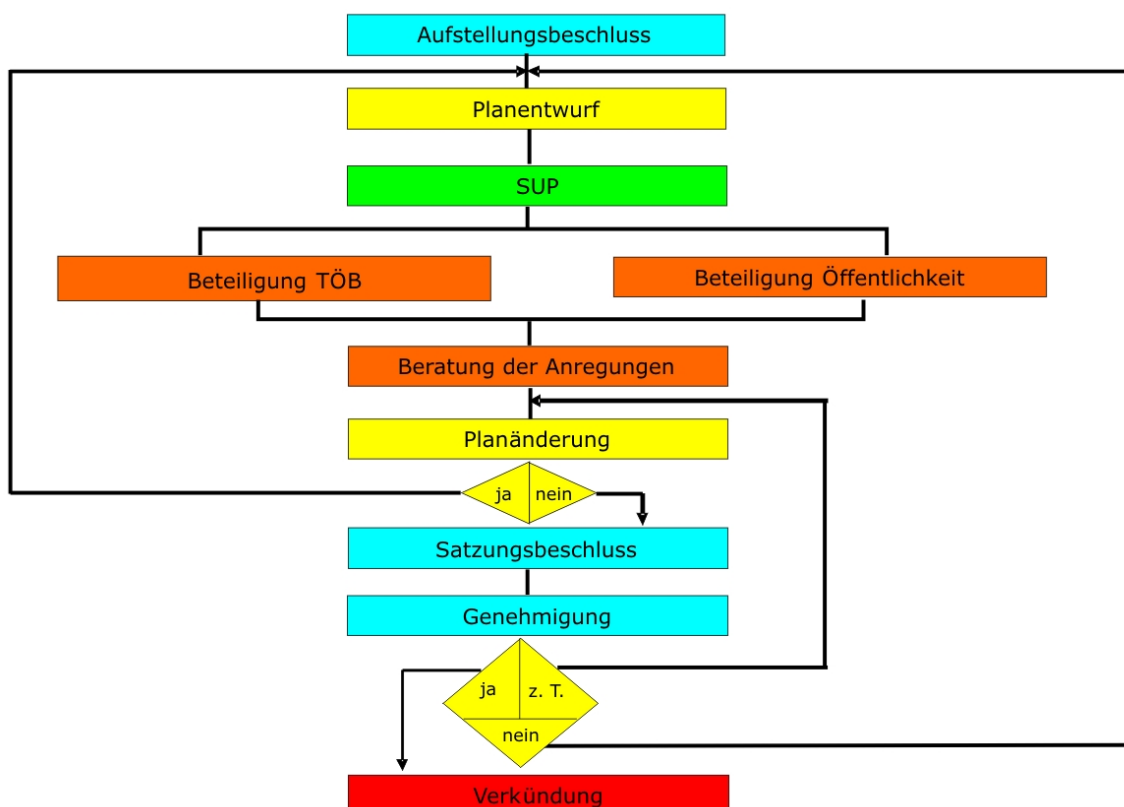 Aufstellungsbeschluss
Planentwurf
SUP
Beteiligung TÖB
Beteiligung Öffentlichkeit
Beratung der Anregungen
Planänderung
ja
nein
Satzungsbeschluss
Genehmigung
ja
z. T.
nein
Verkündung